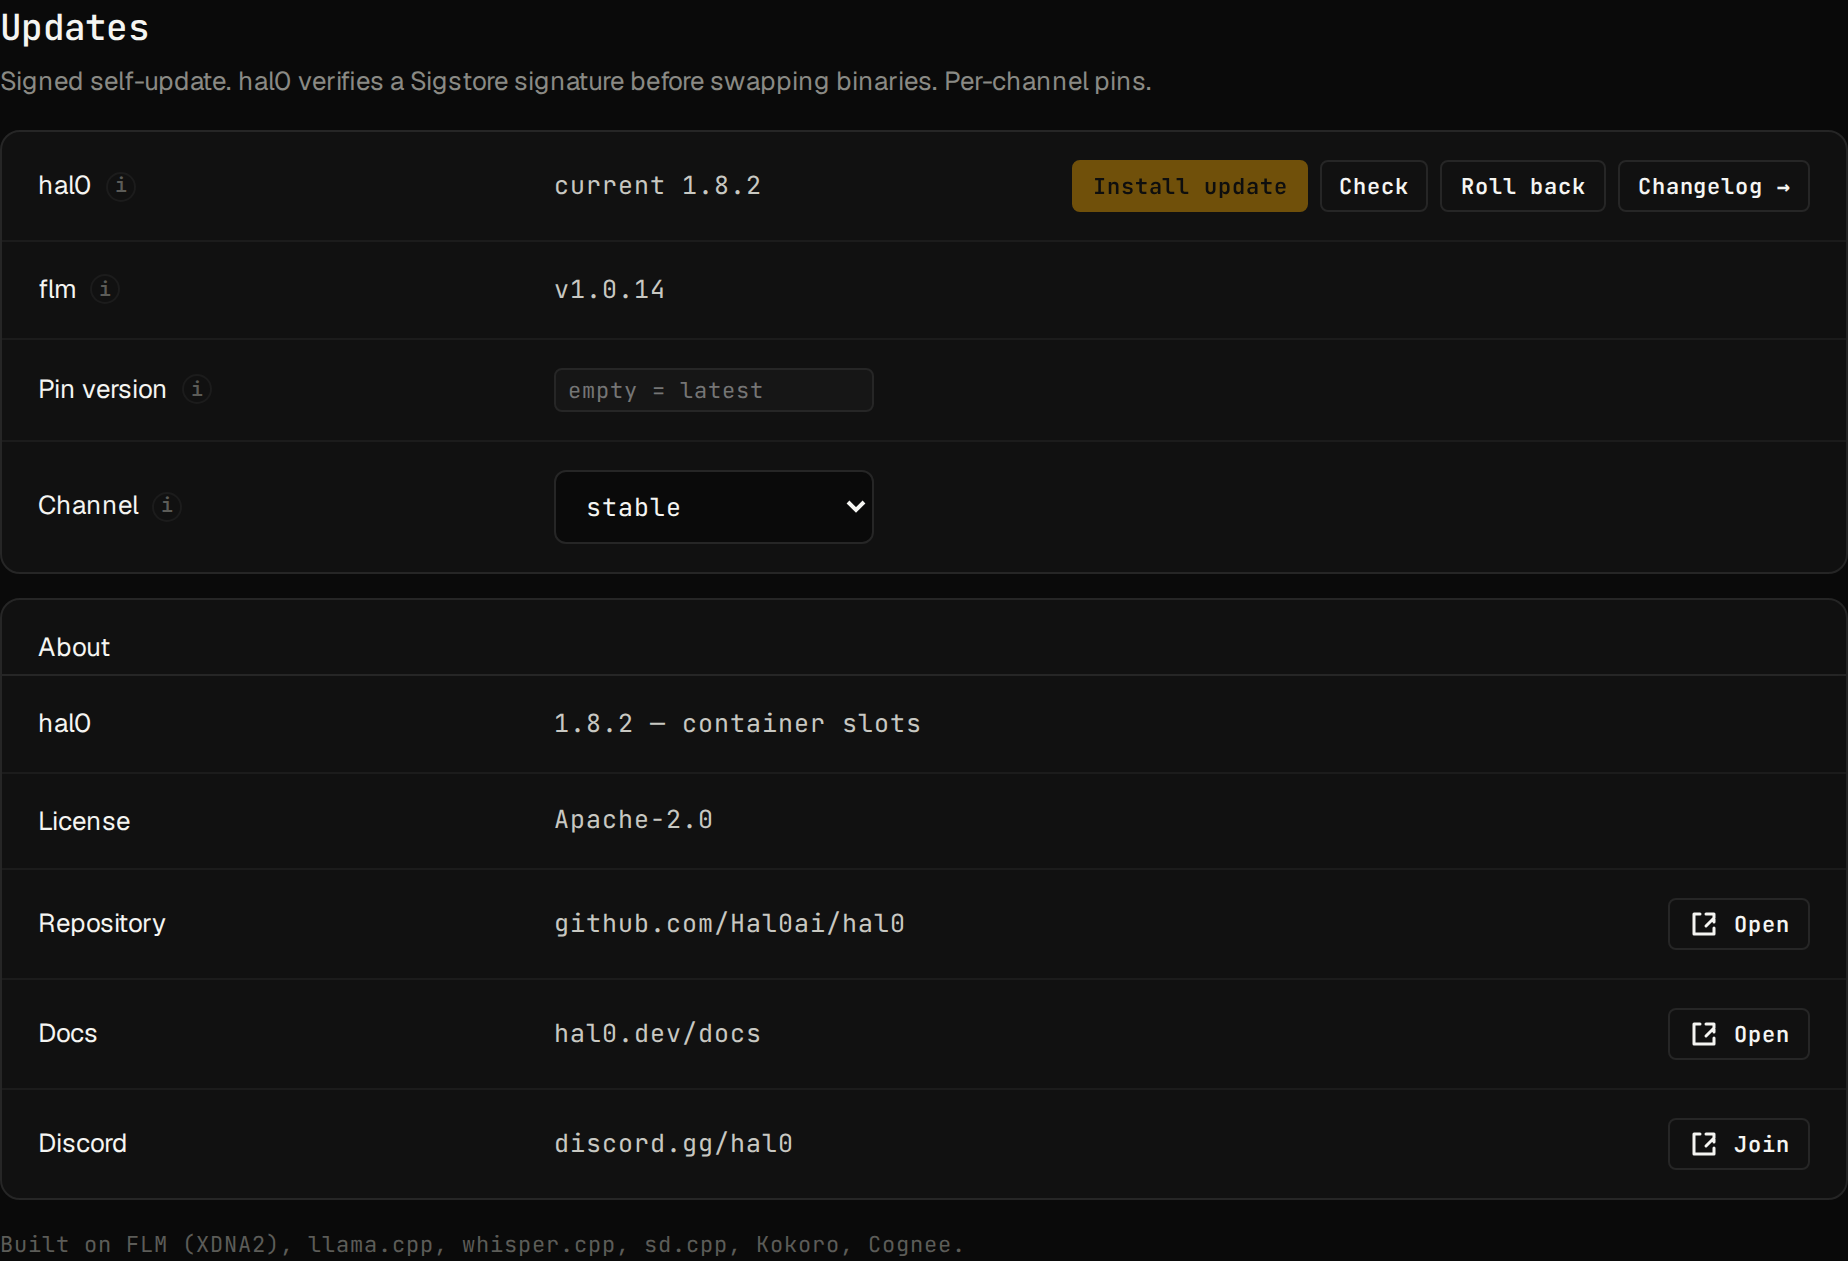 Updates
Signed self-update. hal0 verifies a Sigstore signature before swapping binaries. Per-channel pins.
hal0 i current 1.8.2 Install update Check Roll back Changelog →
flm i v1.0.14
Pin version i empty = latest
Channel i stable
About
hal0 1.8.2 — container slots
License Apache-2.0
Repository github.com/Hal0ai/hal0 Open
Docs hal0.dev/docs Open
Discord discord.gg/hal0 Join
Built on FLM (XDNA2), llama.cpp, whisper.cpp, sd.cpp, Kokoro, Cognee.